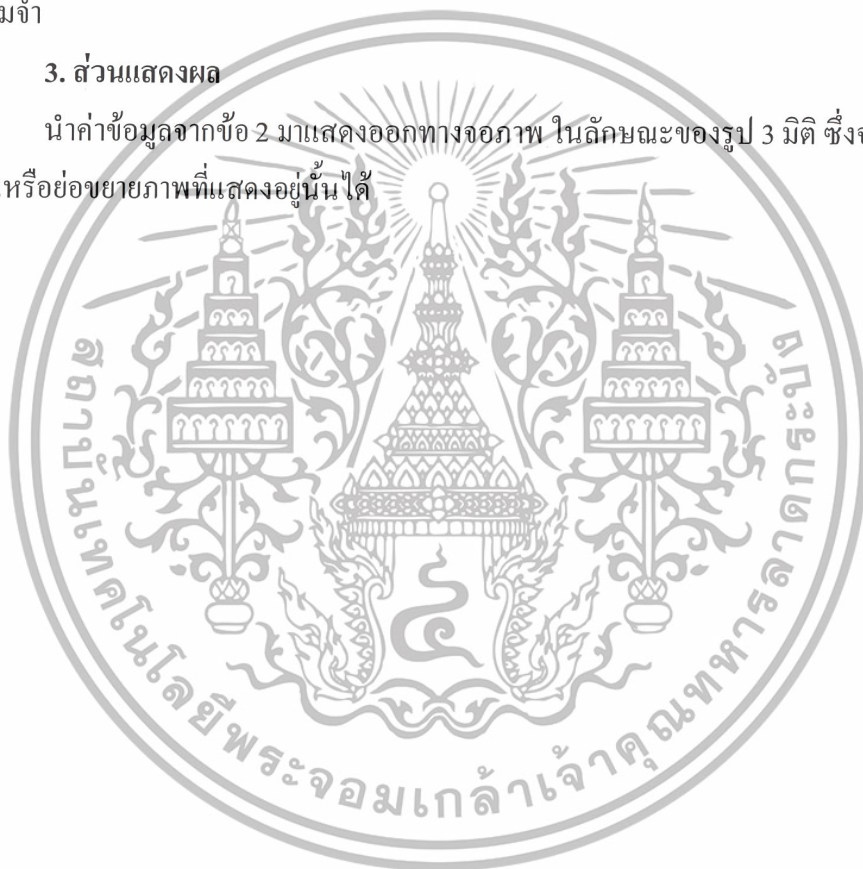 มจำ
3. ส่วนแสดงผล
นำค่าข้อมูลจากข้อ 2 มาแสดงออกทางจอภาพ ในลักษณะของรูป 3 มิติ ซึ่งจ
หรือย่อขยายภาพที่แสดงอยู่นั้นได้
สถาบันเทคโนโลยีพระจอมเกล้าเจ้าคุณทหารลาดกระบัง
๔